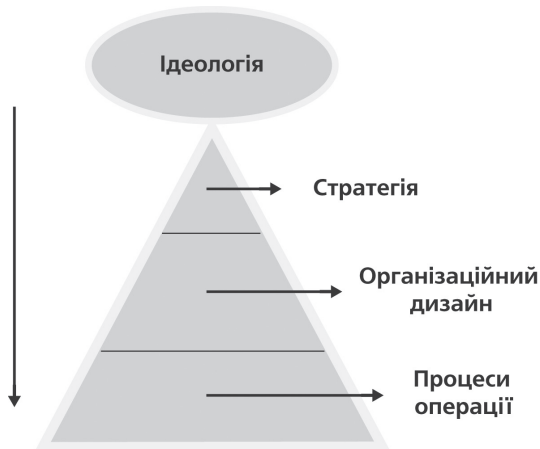 Ідеологія
Стратегія
Організаційний
дизайн
Процеси
операції